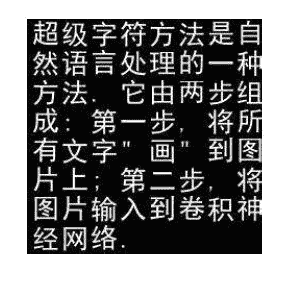 超级字符方法是自
然语言处理的一种
方法. 它由两步组
成: 第一步, 将所
有文字" 画" 到图
片上; 第二步, 将
图片输入到卷积神
经网络.